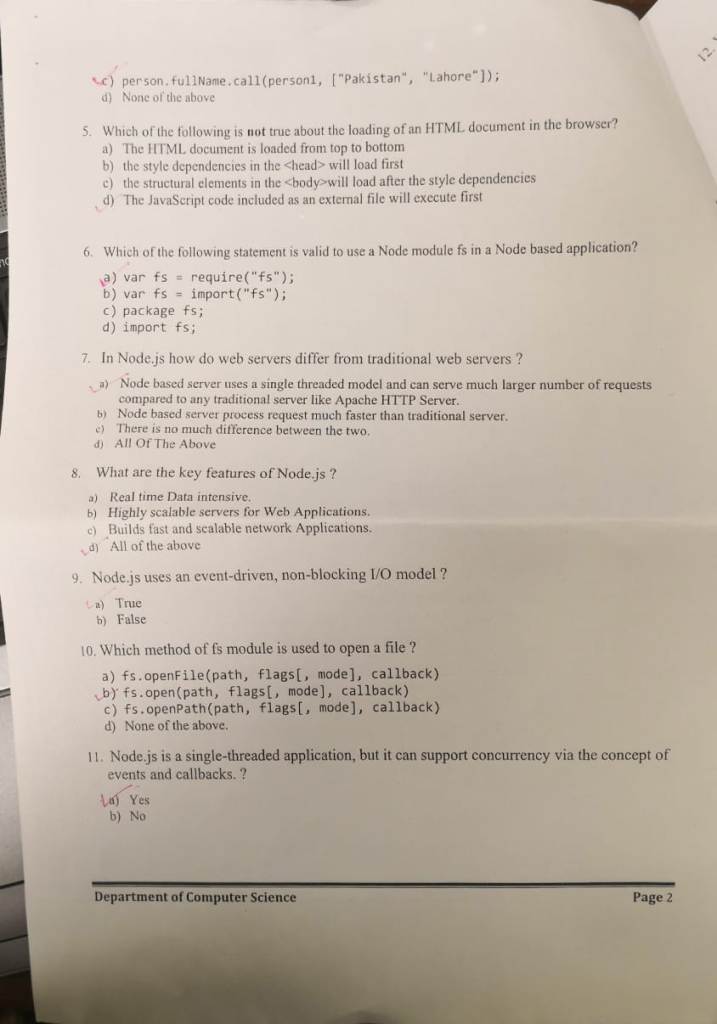 c) person.fullName.call(person1, ["Pakistan", "Lahore"]);
d) None of the above
5. Which of the following is not true about the loading of an HTML document in the browser?
a) The HTML document is loaded from top to bottom
b) the style dependencies in the <head> will load first
c) the structural elements in the <body>will load after the style dependencies
d) The JavaScript code included as an external file will execute first
6. Which of the following statement is valid to use a Node module fs in a Node based application?
a) var fs = require("fs");
b) var fs = import("fs");
c) package fs;
d) import fs;
7. In Node.js how do web servers differ from traditional web servers ?
a) Node based server uses a single threaded model and can serve much larger number of requests
compared to any traditional server like Apache HTTP Server.
b) Node based server process request much faster than traditional server.
c) There is no much difference between the two.
d) All Of The Above
8. What are the key features of Node.js ?
a) Real time Data intensive.
b) Highly scalable servers for Web Applications.
c) Builds fast and scalable network Applications.
d) All of the above
9. Node.js uses an event-driven, non-blocking I/O model ?
a) True
b) False
10. Which method of fs module is used to open a file ?
a) fs.openFile(path, flags[, mode], callback)
b) fs.open(path, flags[, mode], callback)
c) fs.openPath(path, flags[, mode], callback)
d) None of the above.
11. Node.js is a single-threaded application, but it can support concurrency via the concept of
events and callbacks. ?
a) Yes
b) No
Department of Computer Science Page 2
12.